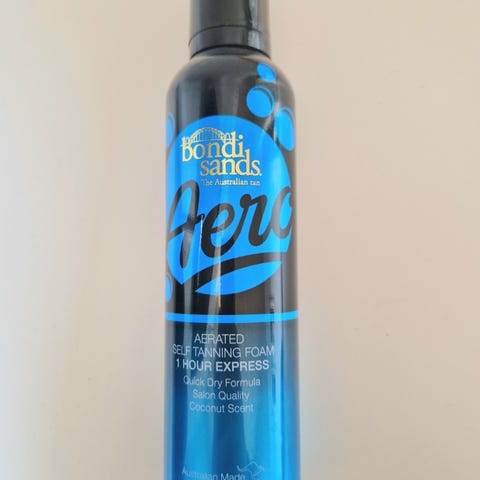 bondi
sands.
The Australian tan
Aero
AERATED
SELF TANNING FOAM
1 HOUR EXPRESS
Quick Dry Formula
Salon Quality
Coconut Scent
Australian Made